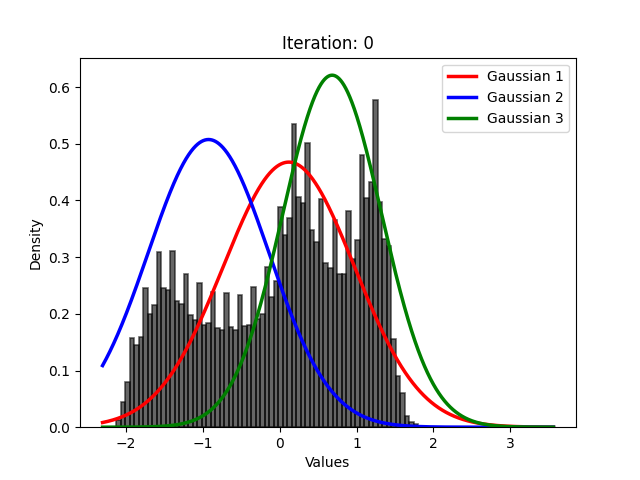 Iteration: 0
Gaussian 1
Gaussian 2
Gaussian 3
Density
0.6
0.5
0.4
0.3
0.2
0.1
0.0
−2 −1 0 1 2 3
Values